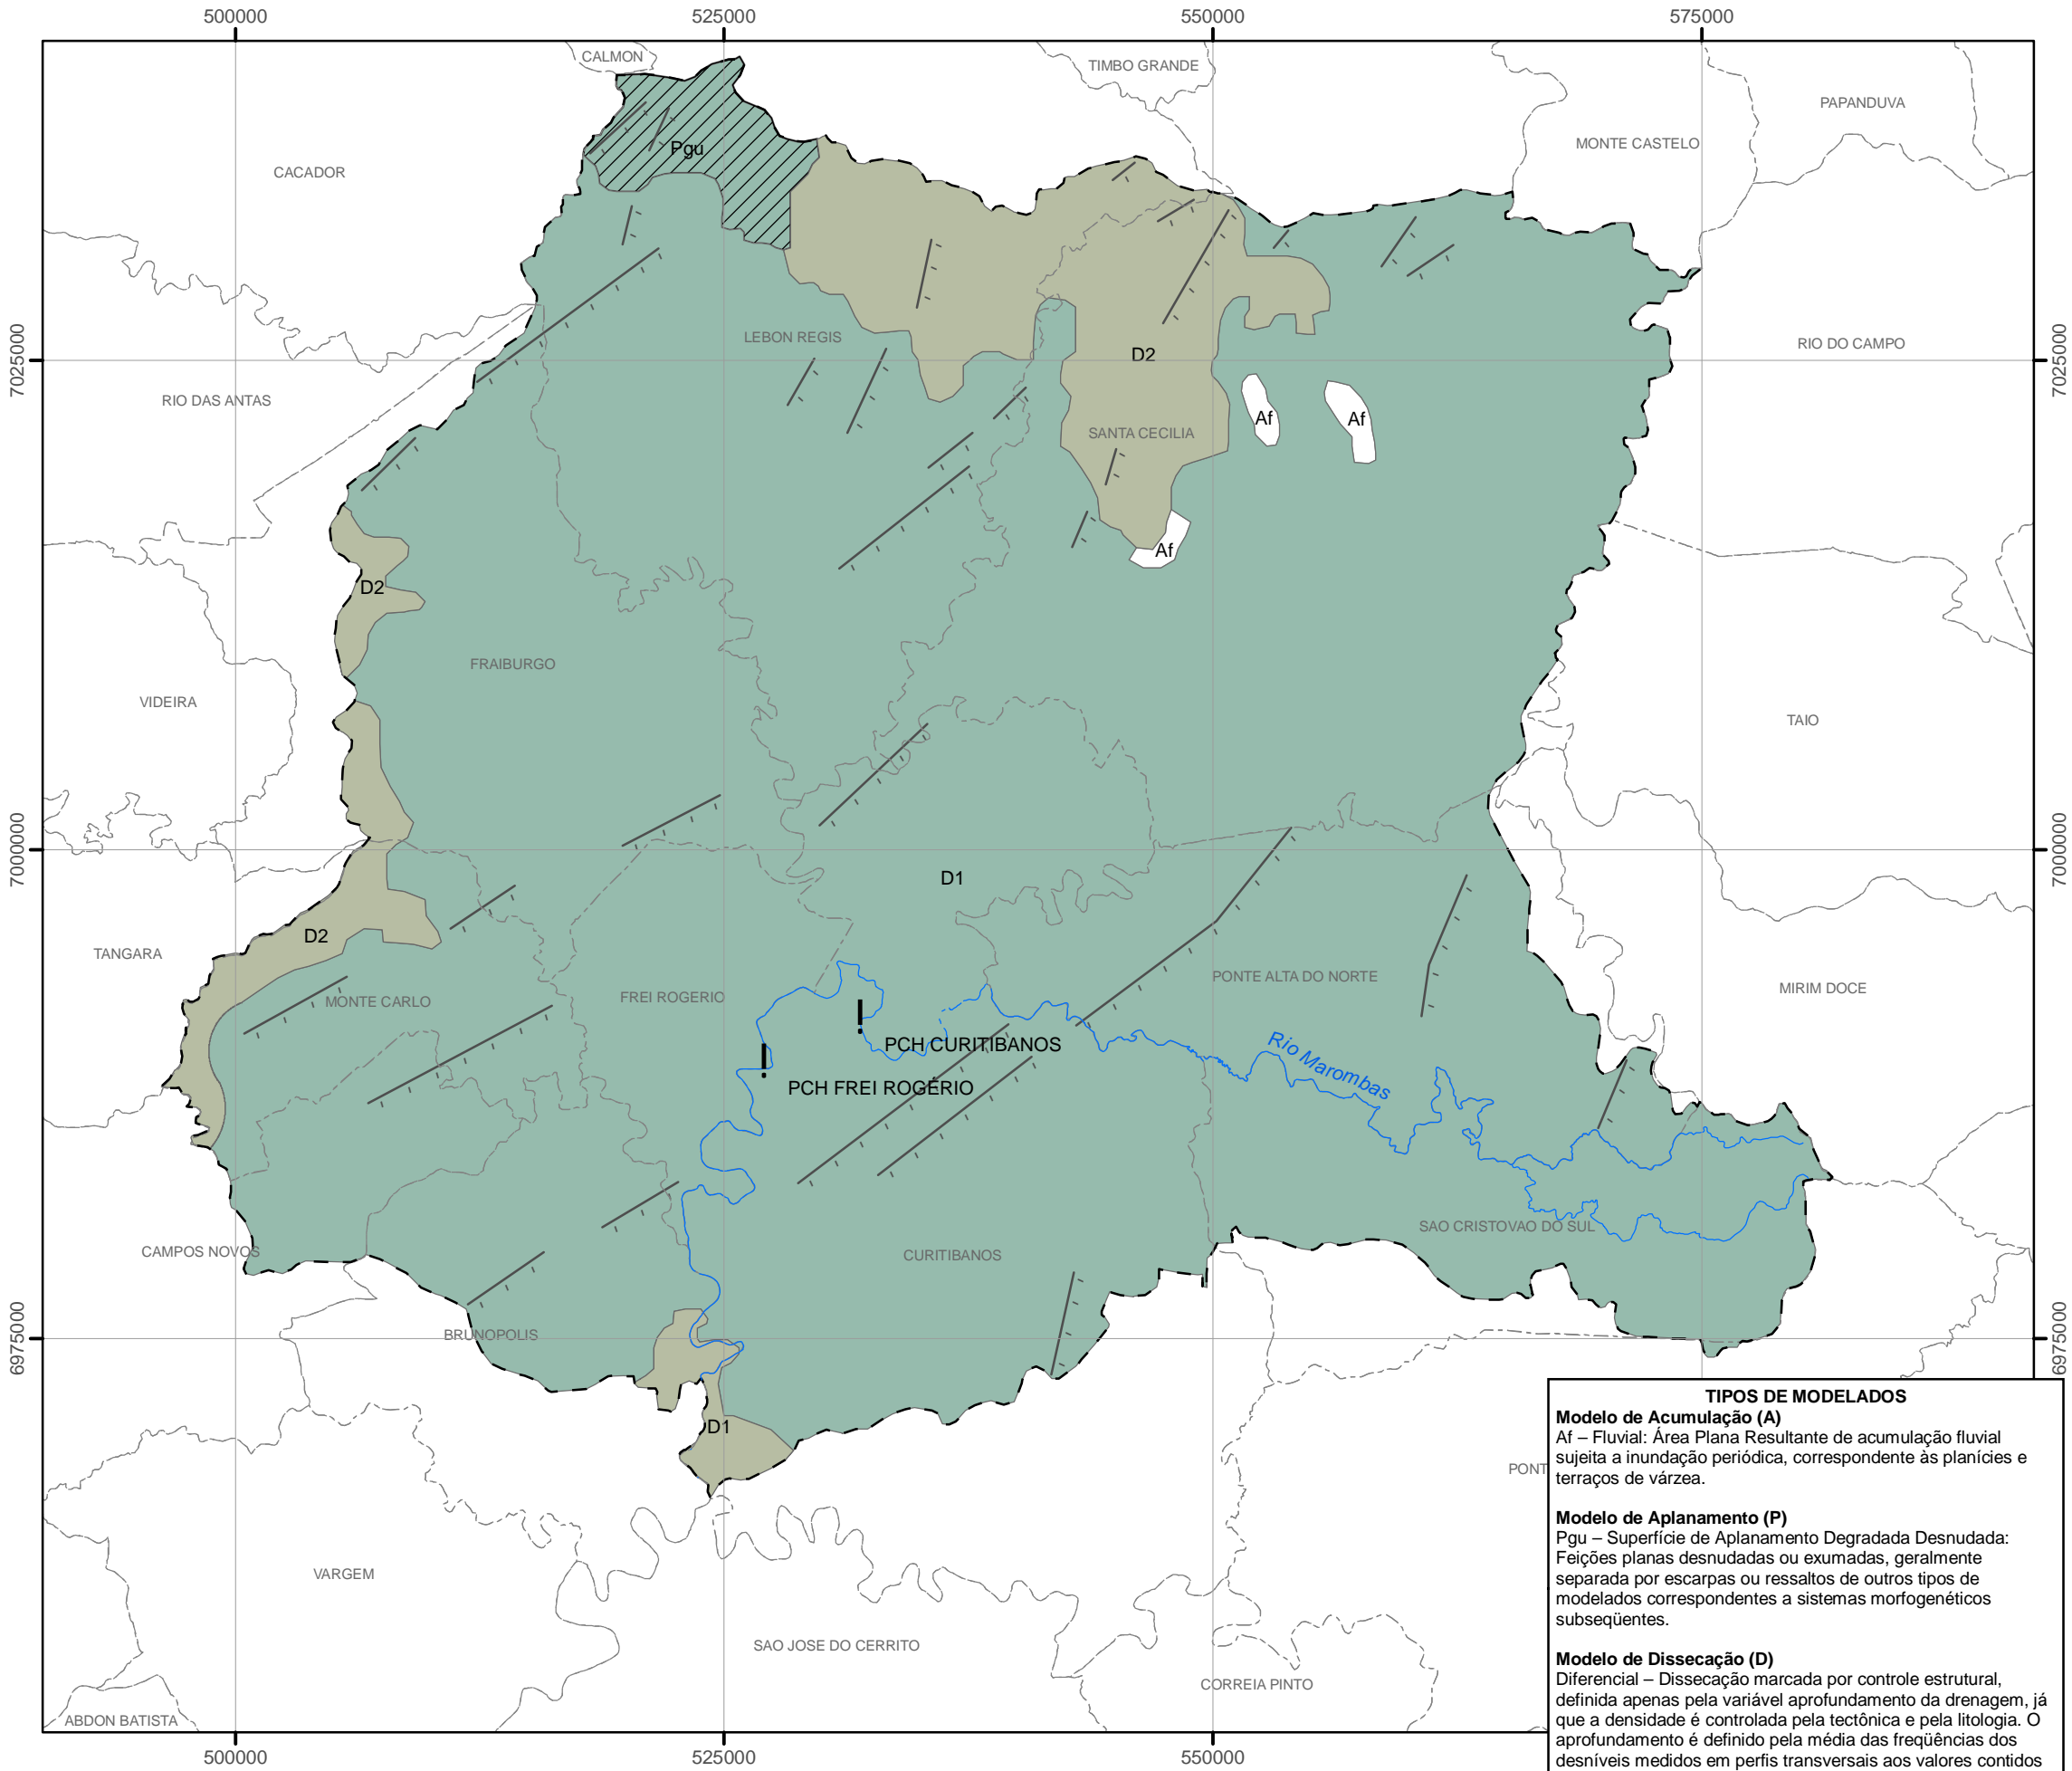 500000
525000
550000
575000
CALMON
TIMBO GRANDE
PAPANDUVA
MONTE CASTELO
CACADOR
Pgu
7025000
LEBON REGIS
D2
RIO DO CAMPO
7025000
RIO DAS ANTAS
SANTA CECILIA
Af
Af
Af
D2
FRAIBURGO
VIDEIRA
TAIO
7000000
D1
7000000
D2
TANGARA
MONTE CARLO
FREI ROGERIO
PONTE ALTA DO NORTE
MIRIM DOCE
PCH CURITIBANOS
Rio Marombas
PCH FREI ROGÉRIO
CAMPOS NOVOS
CURITIBANOS
SAO CRISTOVAO DO SUL
6975000
BRUNOPOLIS
D1
6975000
PONT
VARGEM
SAO JOSE DO CERRITO
CORREIA PINTO
ABDON BATISTA
500000
525000
550000
TIPOS DE MODELADOS
Modelo de Acumulação (A)
Af – Fluvial: Área Plana Resultante de acumulação fluvial
sujeita a inundação periódica, correspondente às planícies e
terraços de várzea.
Modelo de Aplanamento (P)
Pgu – Superfície de Aplanamento Degradada Desnudada:
Feições planas desnudadas ou exumadas, geralmente
separada por escarpas ou ressaltos de outros tipos de
modelados correspondentes a sistemas morfogenéticos
subseqüentes.
Modelo de Dissecação (D)
Diferencial – Dissecação marcada por controle estrutural,
definida apenas pela variável aprofundamento da drenagem, já
que a densidade é controlada pela tectônica e pela litologia. O
aprofundamento é definido pela média das freqüências dos
desníveis medidos em perfis transversais aos valores contidos